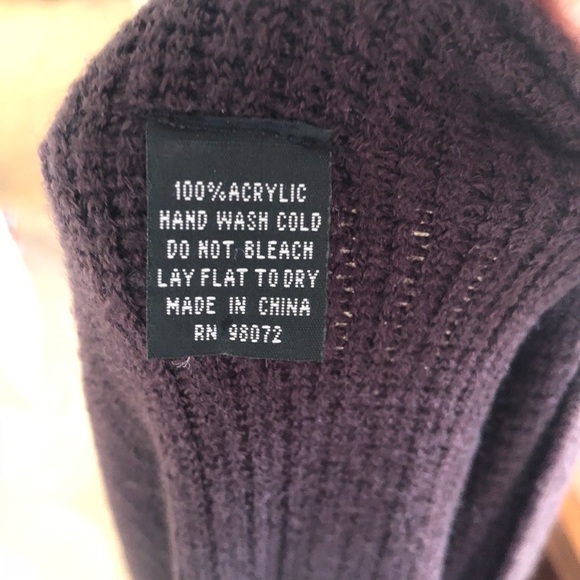 100% ACRYLIC
HAND WASH COLD
DO NOT BLEACH
LAY FLAT TO DRY
MADE IN CHINA
RN 98072